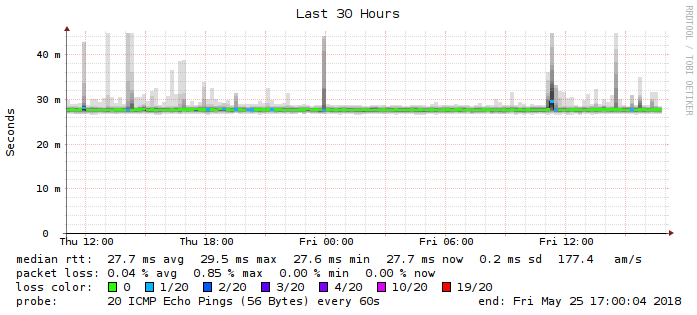 Last 30 Hours
RRDTOOL / TOBI OETIKER
Seconds
40 m
30 m
20 m
10 m
0
Thu 12:00 Thu 18:00 Fri 00:00 Fri 06:00 Fri 12:00
median rtt: 27.7 ms avg 29.5 ms max 27.6 ms min 27.7 ms now 0.2 ms sd 177.4 am/s
packet loss: 0.04 % avg 0.85 % max 0.00 % min 0.00 % now
loss color: 0 1/20 2/20 3/20 4/20 10/20 19/20
probe: 20 ICMP Echo Pings (56 Bytes) every 60s end: Fri May 25 17:00:04 2018